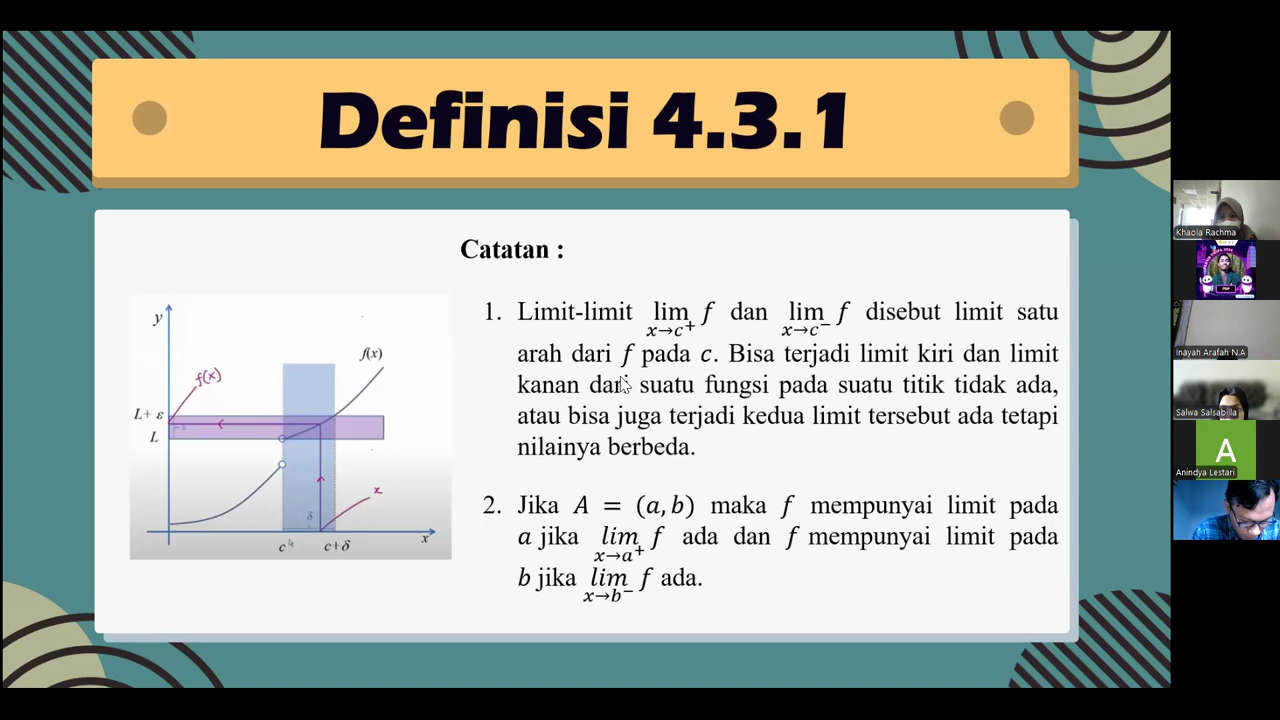 Definisi 4.3.1
Catatan :
1. Limit-limit lim f dan lim f disebut limit satu
x→c⁺ x→c⁻
arah dari f pada c. Bisa terjadi limit kiri dan limit
kanan dari suatu fungsi pada suatu titik tidak ada,
atau bisa juga terjadi kedua limit tersebut ada tetapi
nilainya berbeda.
2. Jika A = (a, b) maka f mempunyai limit pada
a jika lim f ada dan f mempunyai limit pada
x→a⁺
b jika lim f ada.
x→b⁻
y
f(x)
f(x)
L+ ε
L
x
δ
c
c+δ
x
Khaola Rachma
Inayah Arafah N.A
Salwa Salsabilla
A
Anindya Lestari